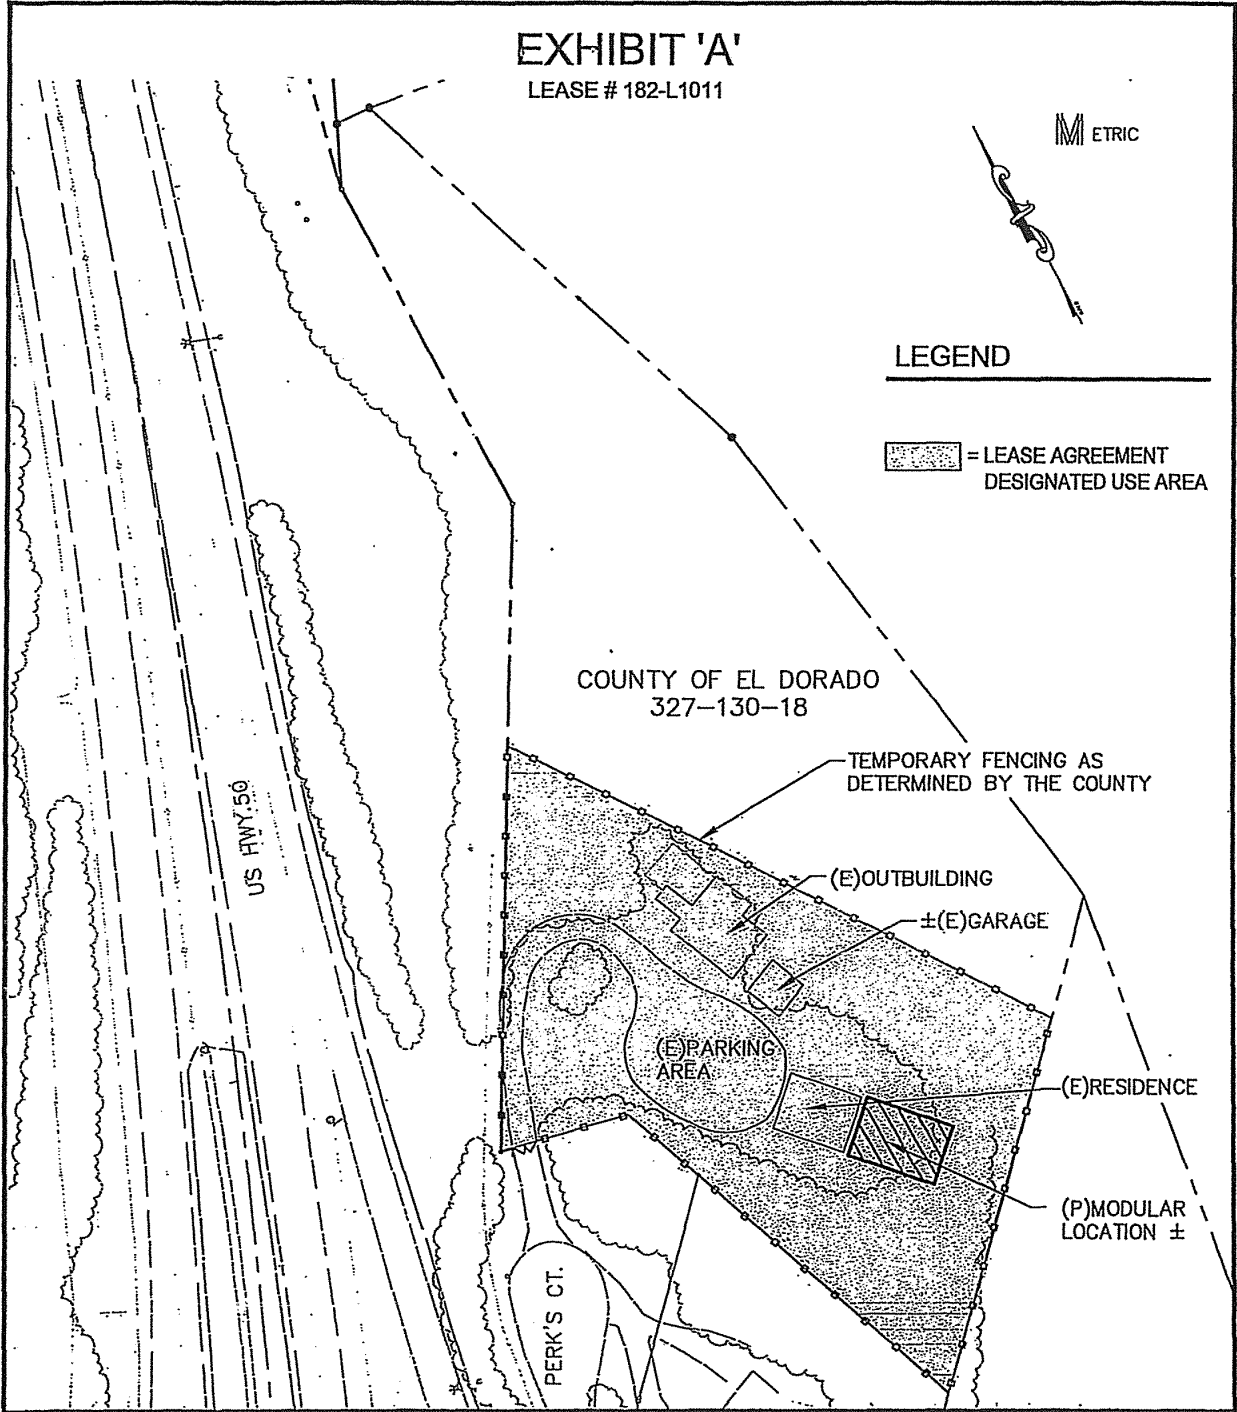 EXHIBIT 'A'
LEASE # 182-L1011
METRIC
LEGEND
= LEASE AGREEMENT
DESIGNATED USE AREA
COUNTY OF EL DORADO
327-130-18
TEMPORARY FENCING AS
DETERMINED BY THE COUNTY
(E)OUTBUILDING
±(E)GARAGE
US HWY.50
(E)PARKING
AREA
(E)RESIDENCE
(P)MODULAR
LOCATION ±
PERK'S CT.